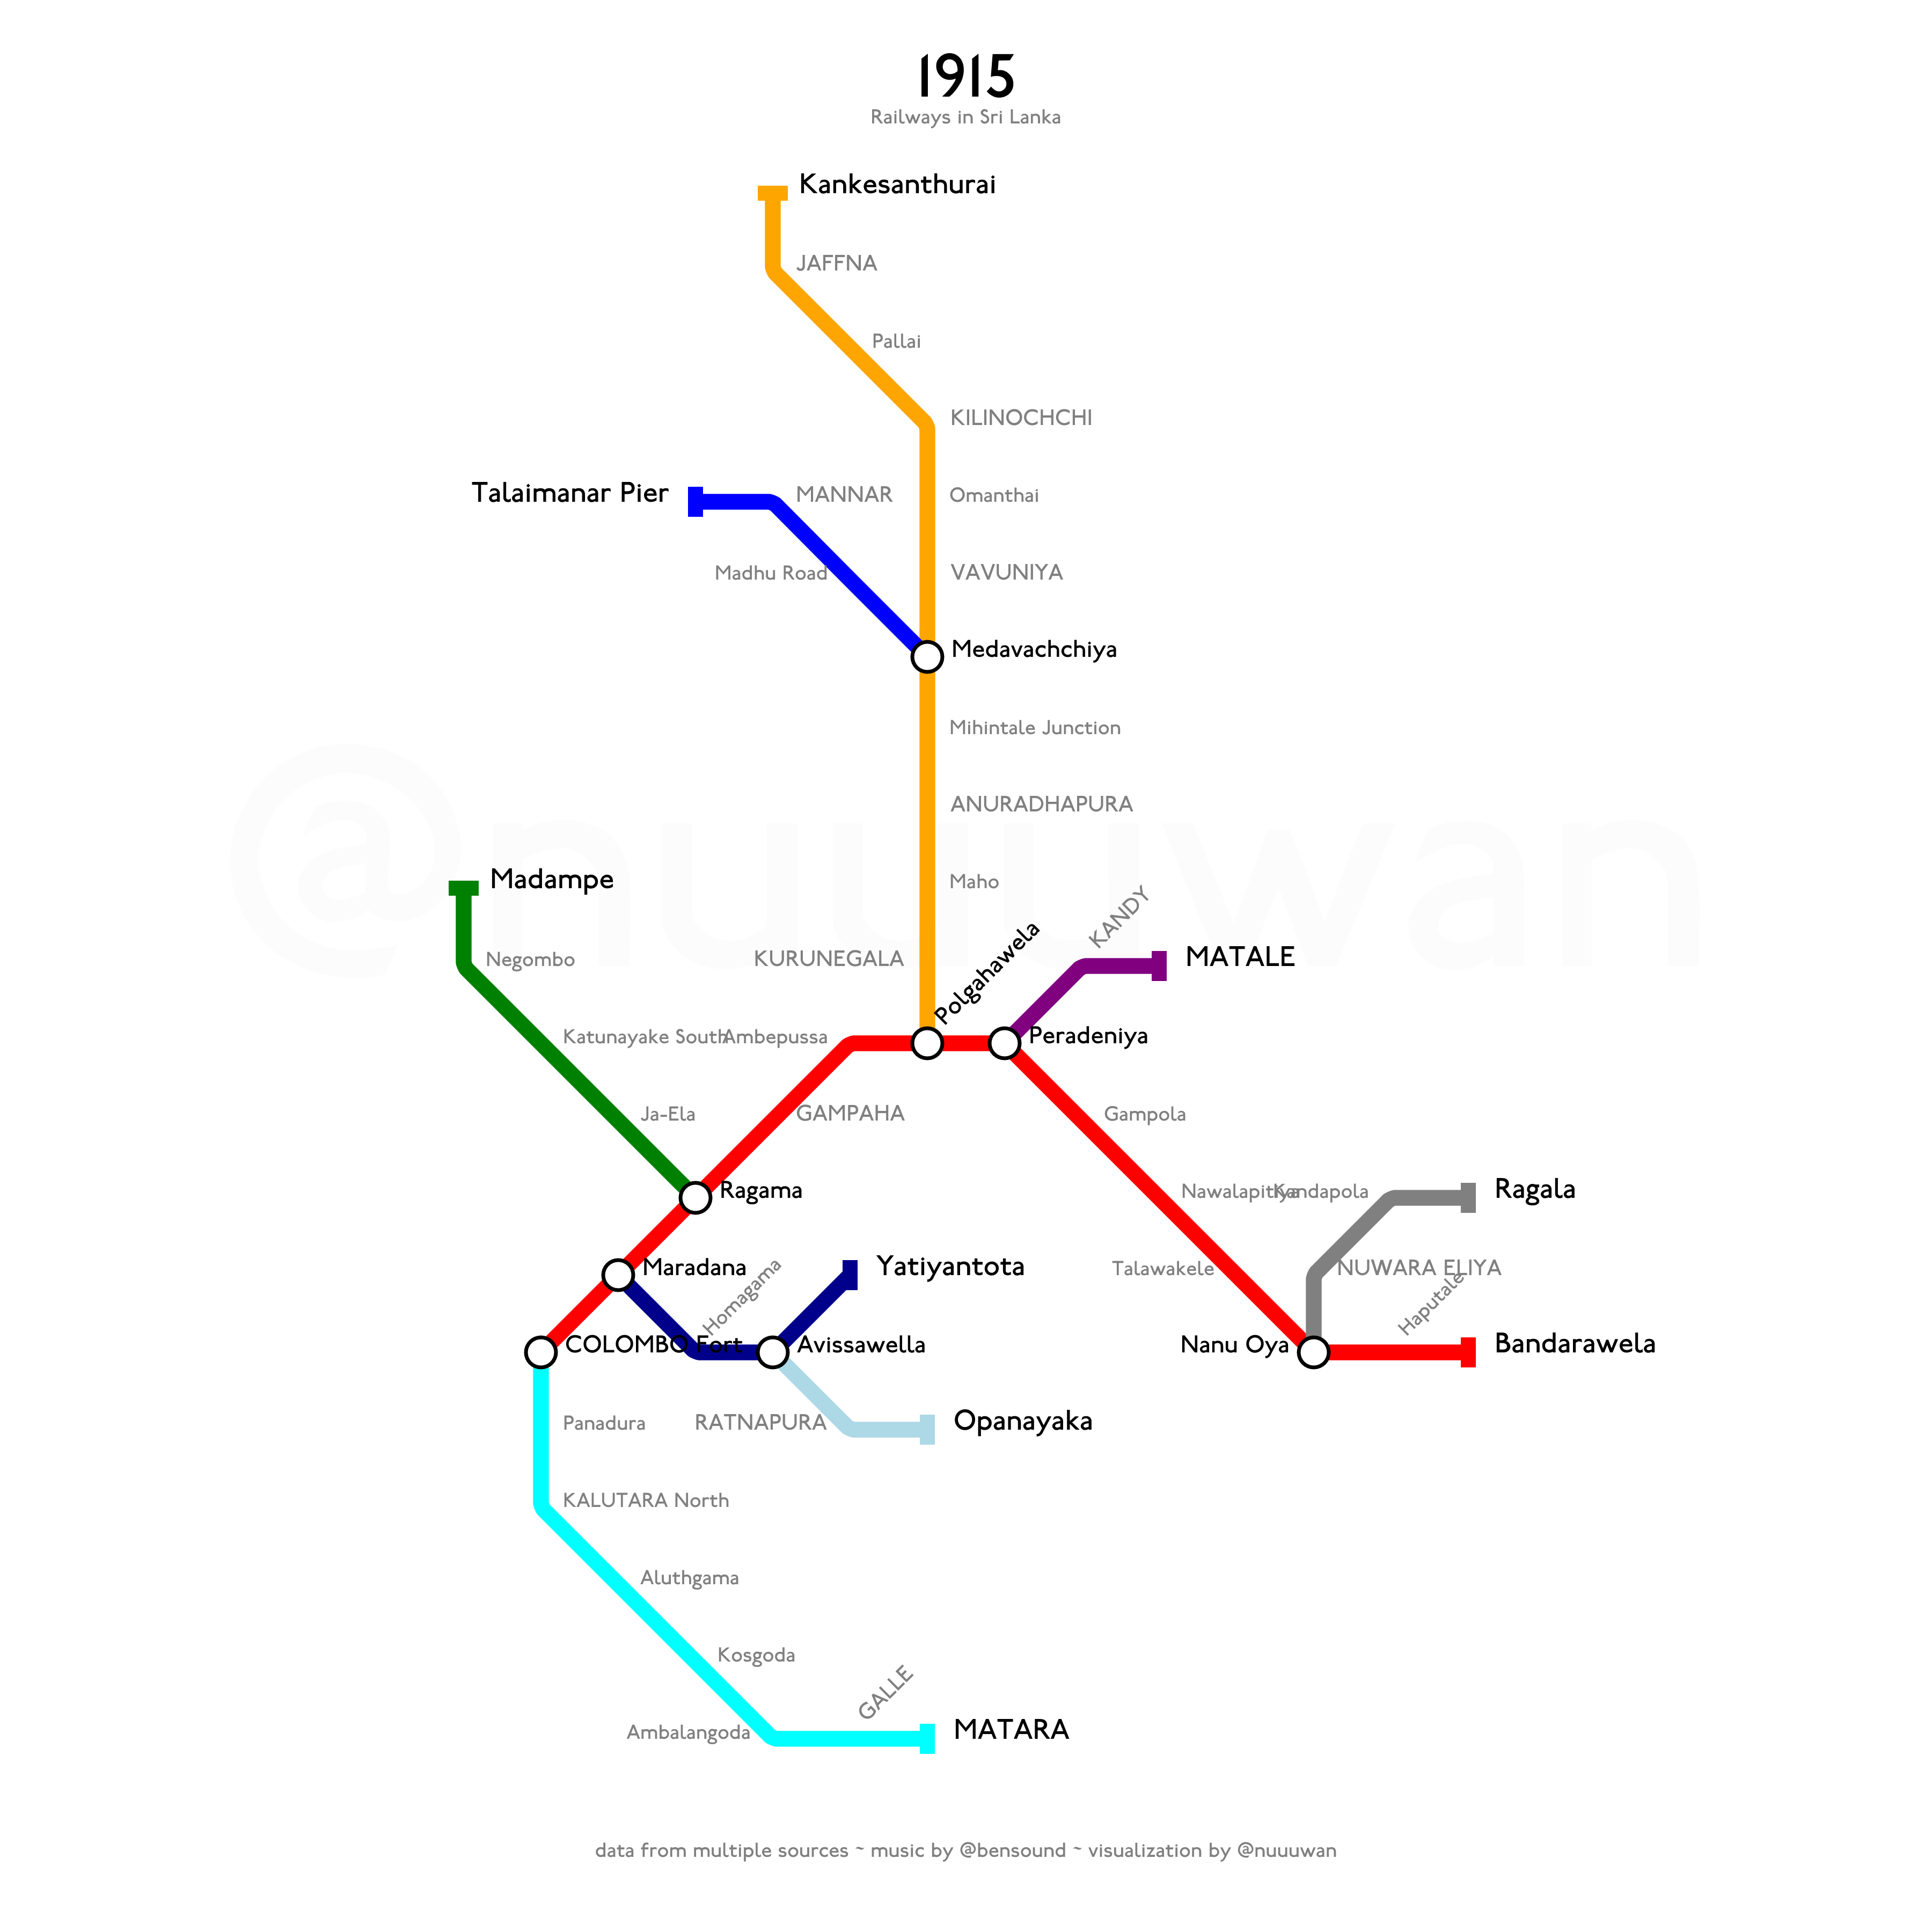 1915
Railways in Sri Lanka
Kankesanthurai
JAFFNA
Pallai
KILINOCHCHI
Talaimanar Pier
MANNAR
Omanthai
Madhu Road
VAVUNIYA
Medavachchiya
Mihintale Junction
@nuuuwan
ANURADHAPURA
Madampe
Maho
KANDY
Negombo
KURUNEGALA
Polgahawela
MATALE
Katunayake South
Ambepussa
Peradeniya
Ja-Ela
GAMPAHA
Gampola
Ragama
Nawalapitiya
Kandapola
Ragala
Maradana
Homagama
Yatiyantota
Talawakele
NUWARA ELIYA
Haputale
COLOMBO Fort
Avissawella
Nanu Oya
Bandarawela
Panadura
RATNAPURA
Opanayaka
KALUTARA North
Aluthgama
Kosgoda
GALLE
Ambalangoda
MATARA
data from multiple sources ~ music by @bensound ~ visualization by @nuuuwan